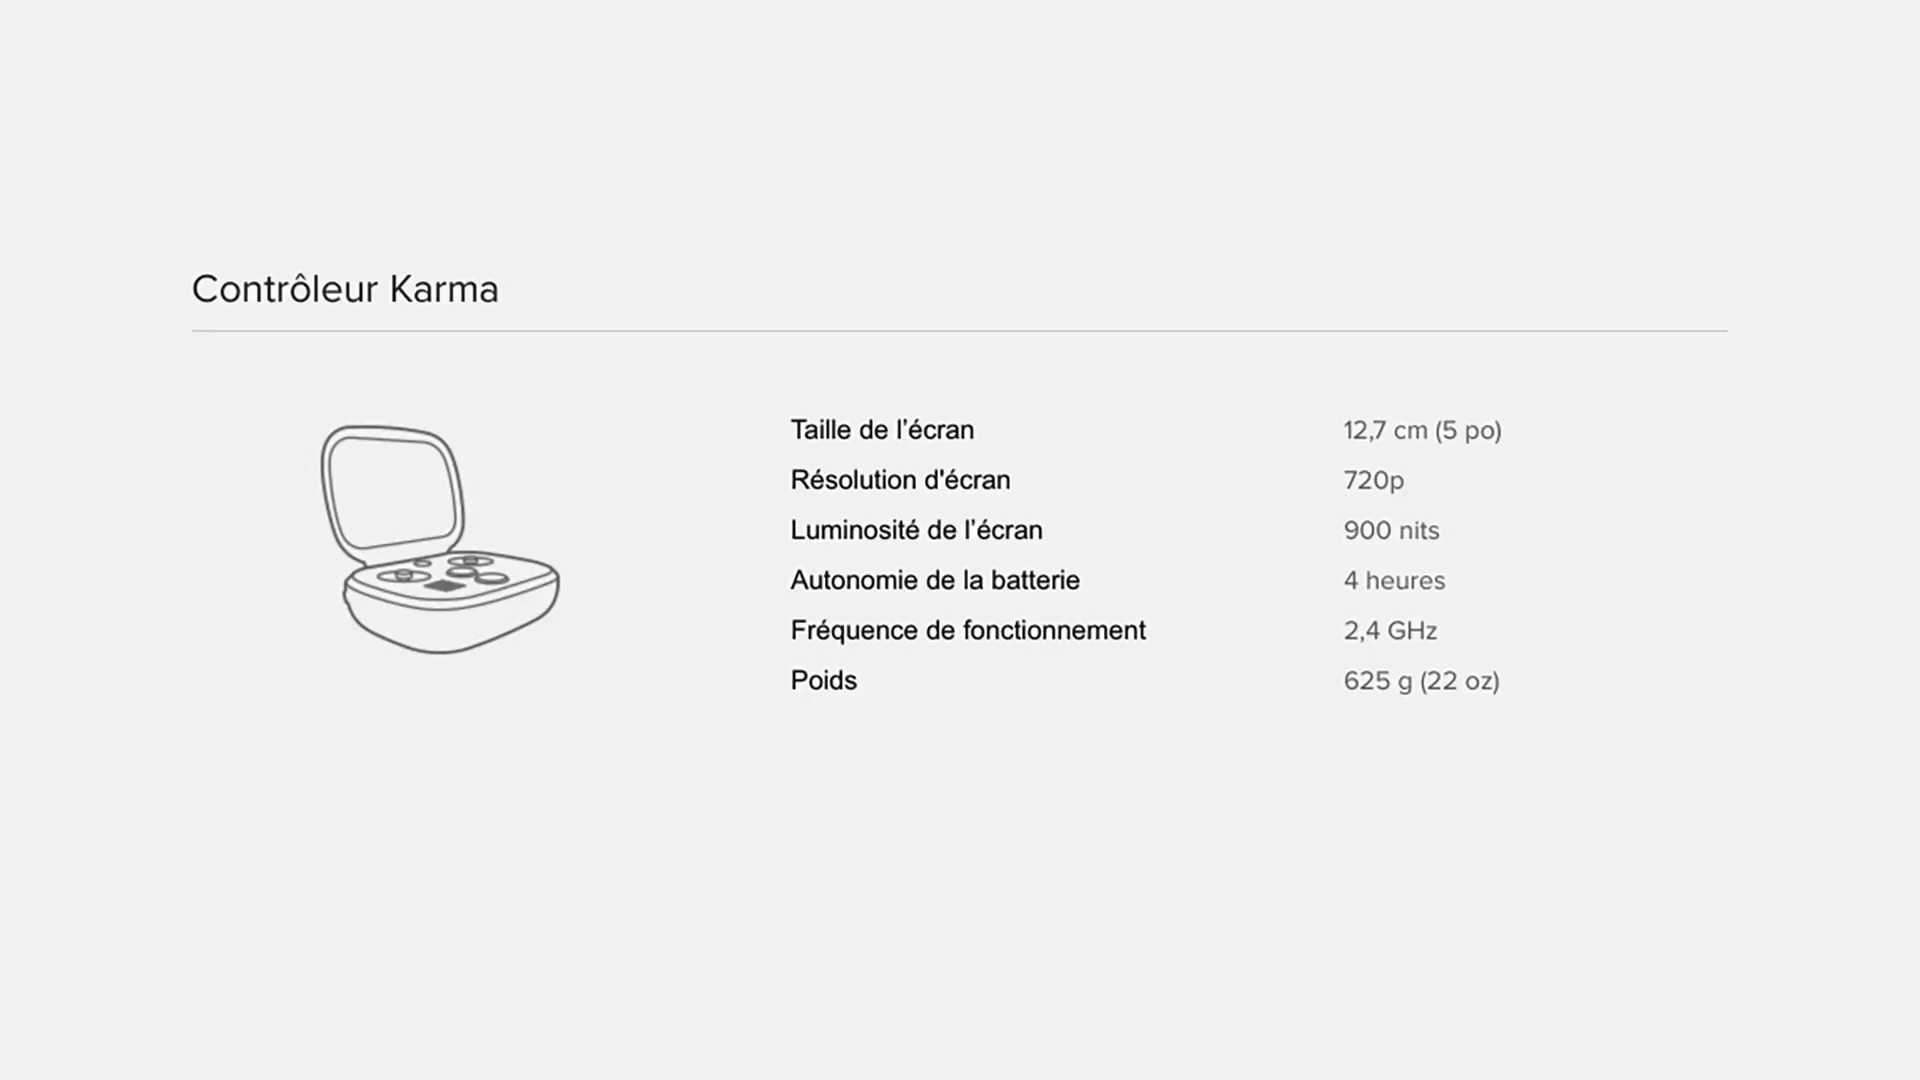 Contrôleur Karma
Taille de l’écran 12,7 cm (5 po)
Résolution d'écran 720p
Luminosité de l’écran 900 nits
Autonomie de la batterie 4 heures
Fréquence de fonctionnement 2,4 GHz
Poids 625 g (22 oz)